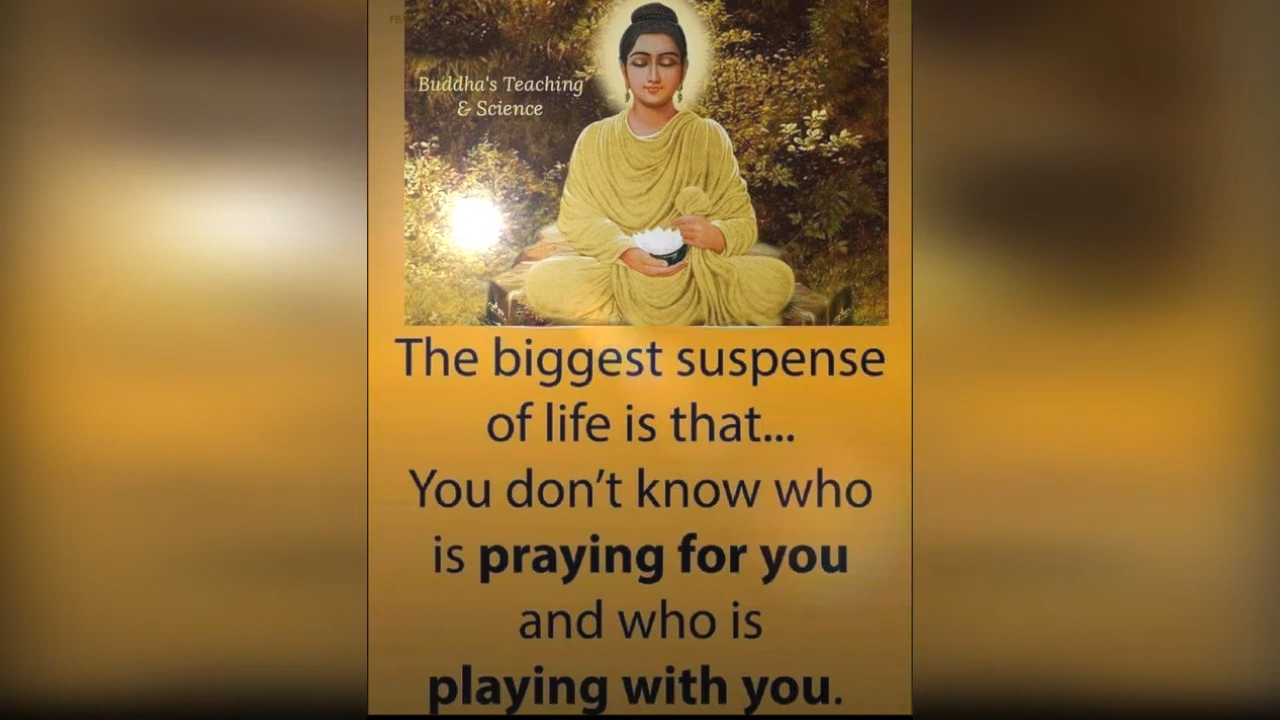 Buddha's Teaching
& Science
The biggest suspense
of life is that...
You don't know who
is praying for you
and who is
playing with you.